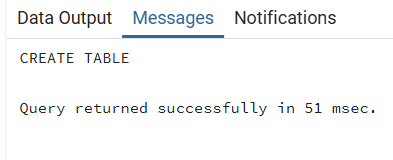 Data Output Messages Notifications
CREATE TABLE
Query returned successfully in 51 msec.